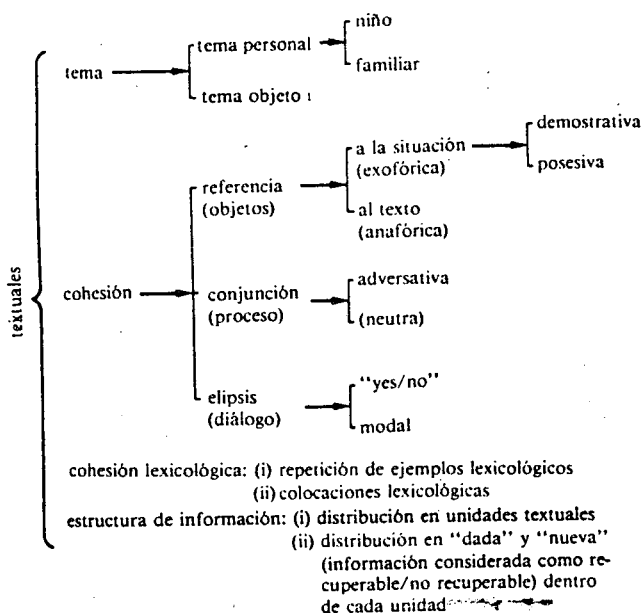 niño
tema personal
familiar
tema
tema objeto
demostrativa
a la situación
(exofórica)
posesiva
referencia
(objetos)
al texto
(anafórica)
textuales
adversativa
cohesión
conjunción
(proceso)
(neutra)
"yes/no"
elipsis
(diálogo)
modal
cohesión lexicológica: (i) repetición de ejemplos lexicológicos
(ii) colocaciones lexicológicas
estructura de información: (i) distribución en unidades textuales
(ii) distribución en "dada" y "nueva"
(información considerada como re-
cuperable/no recuperable) dentro
de cada unidad